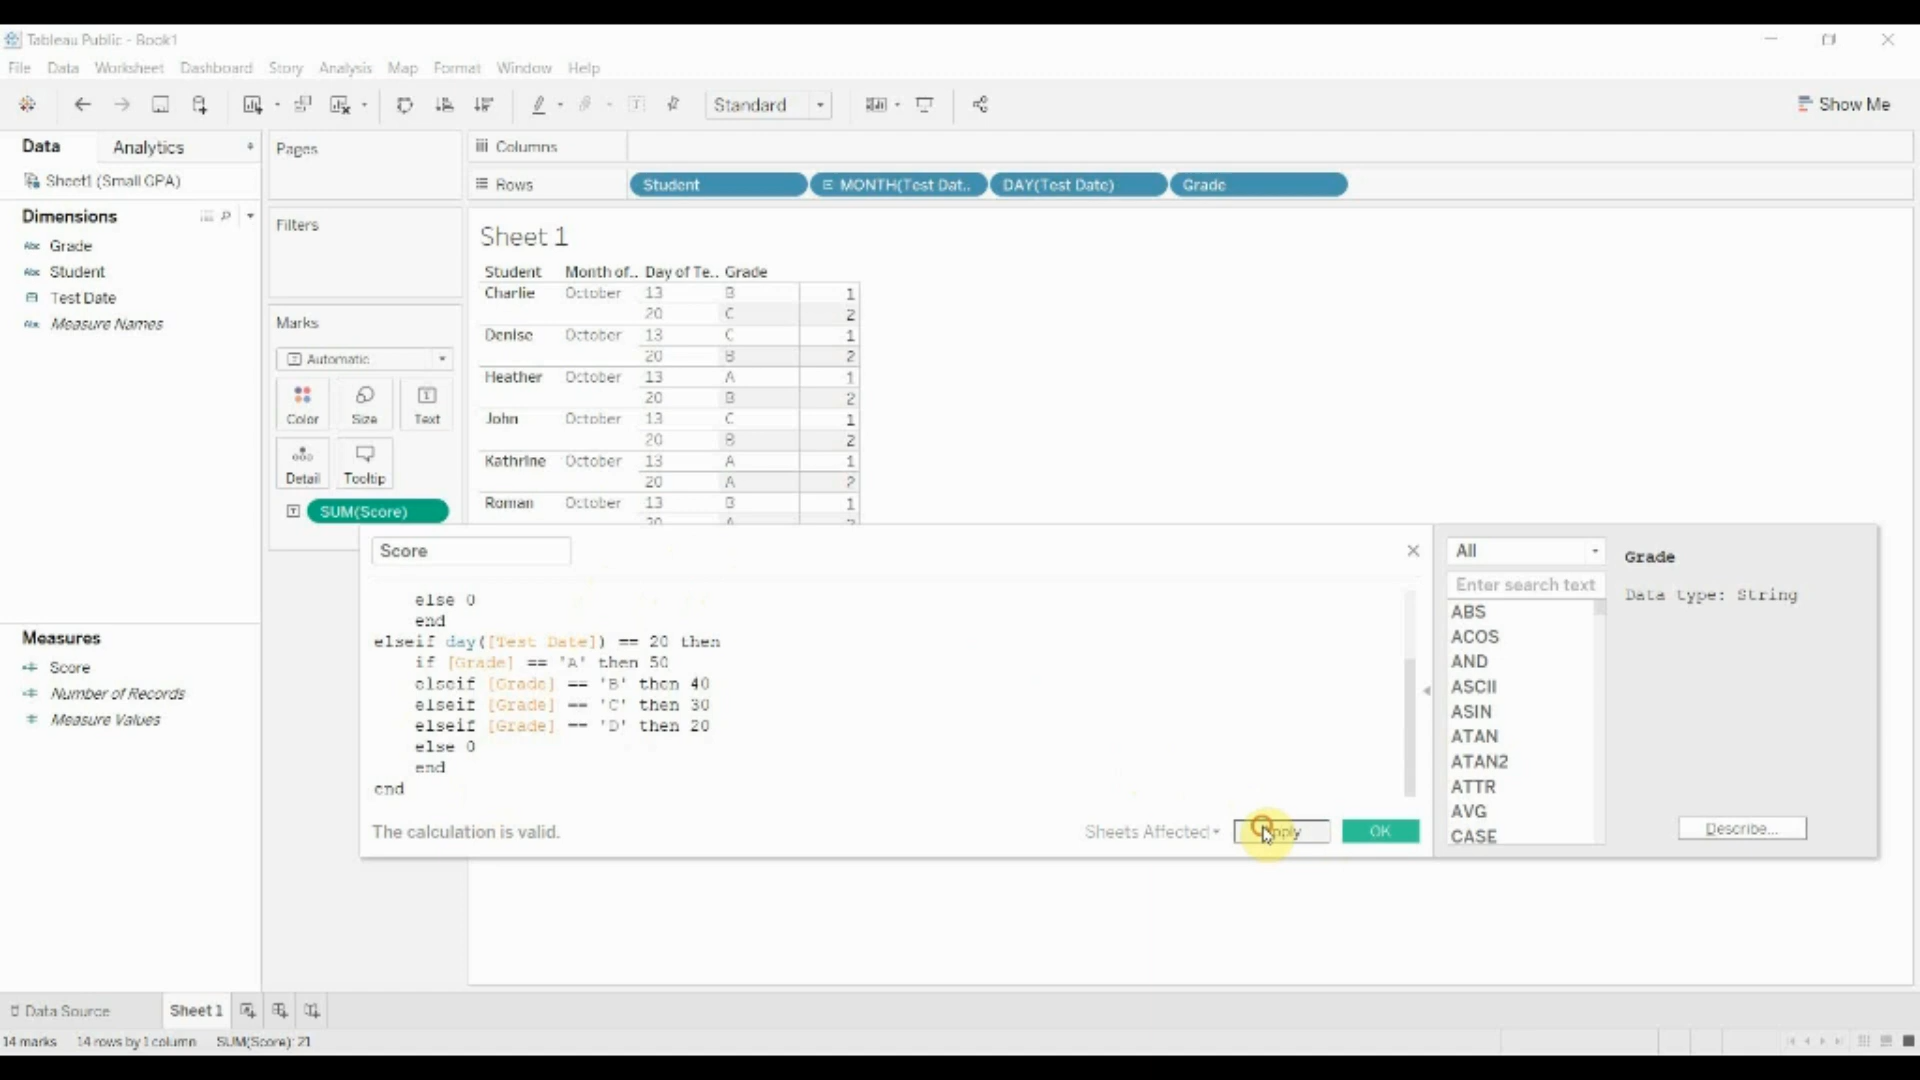 Tableau Public - Book1
File Data Worksheet Dashboard Story Analysis Map Format Window Help
Standard
Show Me
Data Analytics
Sheet1 (Small GPA)
Dimensions
Abc Grade
Abc Student
Test Date
Abc Measure Names
Measures
Score
Number of Records
Measure Values
Pages
Filters
Marks
Automatic
Color Size Text
Detail Tooltip
SUM(Score)
Columns
Rows Student MONTH(Test Dat.. DAY(Test Date) Grade
Sheet 1
Student Month of.. Day of Te.. Grade
Charlie October 13 B 1
20 C 2
Denise October 13 C 1
20 B 2
Heather October 13 A 1
20 B 2
John October 13 C 1
20 B 2
Kathrine October 13 A 1
20 A 2
Roman October 13 B 1
20 A 2
Score
else 0
end
elseif day([Test Date]) == 20 then
if [Grade] == 'A' then 50
elseif [Grade] == 'B' then 40
elseif [Grade] == 'C' then 30
elseif [Grade] == 'D' then 20
else 0
end
end
The calculation is valid.
Sheets Affected
Apply
OK
All
Enter search text
ABS
ACOS
AND
ASCII
ASIN
ATAN
ATAN2
ATTR
AVG
CASE
Grade
Data type: String
Describe...
Data Source Sheet 1
14 marks 14 rows by 1 column SUM(Score): 21